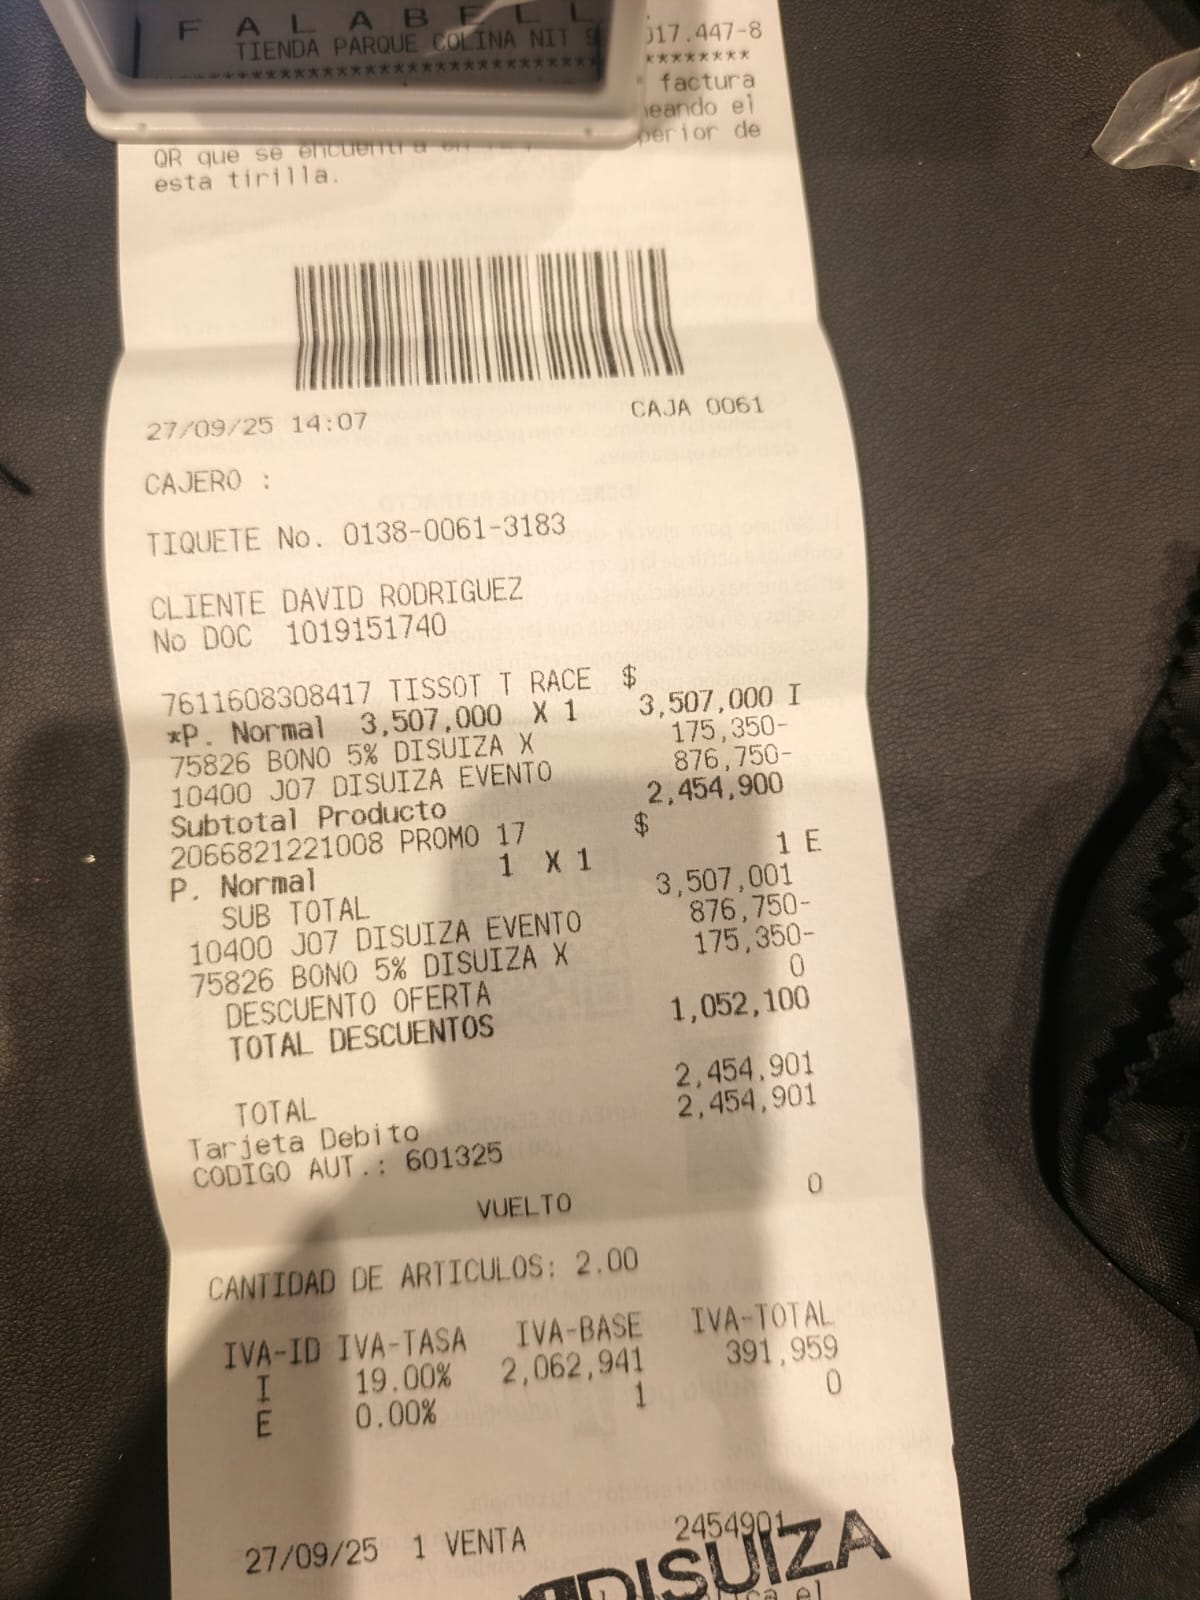 FALABELL
TIENDA PARQUE COLINA NIT 9 017.447-8
factura
el
QR que se encuentra en perior de
esta tirilla.
27/09/25 14:07 CAJA 0061
CAJERO :
TIQUETE No. 0138-0061-3183
CLIENTE DAVID RODRIGUEZ
No DOC 1019151740
7611608308417 TISSOT T RACE $
*P. Normal 3,507,000 X 1 3,507,000 I
75826 BONO 5% DISUIZA X 175,350-
10400 J07 DISUIZA EVENTO 876,750-
Subtotal Producto 2,454,900
2066821221008 PROMO 17 $
P. Normal 1 X 1 1 E
SUB TOTAL 3,507,001
10400 J07 DISUIZA EVENTO 876,750-
75826 BONO 5% DISUIZA X 175,350-
DESCUENTO OFERTA 0
TOTAL DESCUENTOS 1,052,100
TOTAL 2,454,901
Tarjeta Debito 2,454,901
CODIGO AUT.: 601325
VUELTO 0
CANTIDAD DE ARTICULOS: 2.00
IVA-ID IVA-TASA IVA-BASE IVA-TOTAL
I 19.00% 2,062,941 391,959
E 0.00% 1 0
27/09/25 1 VENTA 2454901
DISUIZA
el